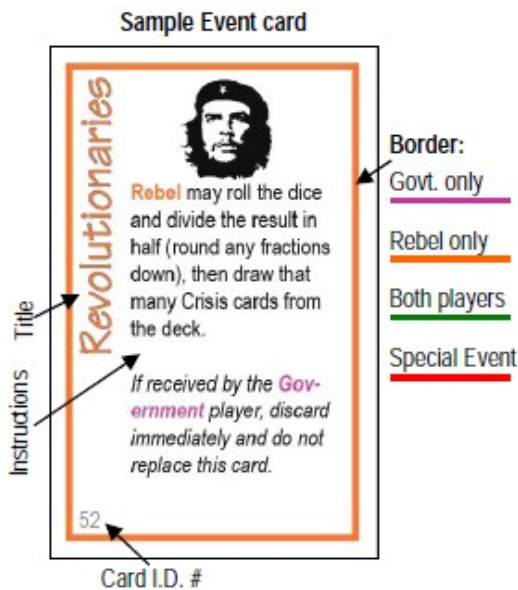 Sample Event card
Revolutionaries
Rebel may roll the dice
and divide the result in
half (round any fractions
down), then draw that
many Crisis cards from
the deck.
If received by the Gov-
ernment player, discard
immediately and do not
replace this card.
52
Border:
Govt. only
Rebel only
Both players
Special Event
Title
Instructions
Card I.D. #